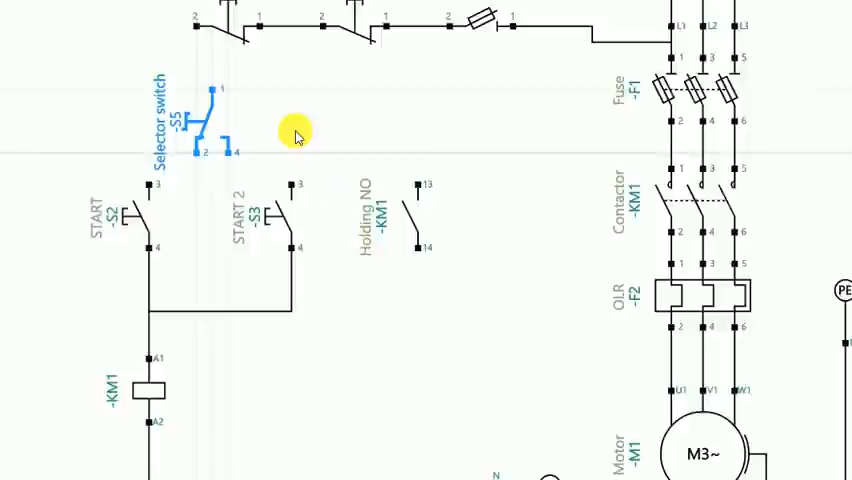 2 1 2 1 2 1 L1 L2 L3
1 3 5
Selector switch
-S5
1
2 4
Fuse
-F1
2 4 6
START
-S2
3
4
START 2
-S3
3
4
Holding NO
-KM1
13
14
Contactor
-KM1
1 3 5
2 4 6
OLR
-F2
1 3 5
2 4 6
PE
-KM1
A1
A2
U1 V1 W1
Motor
-M1
M3~
N